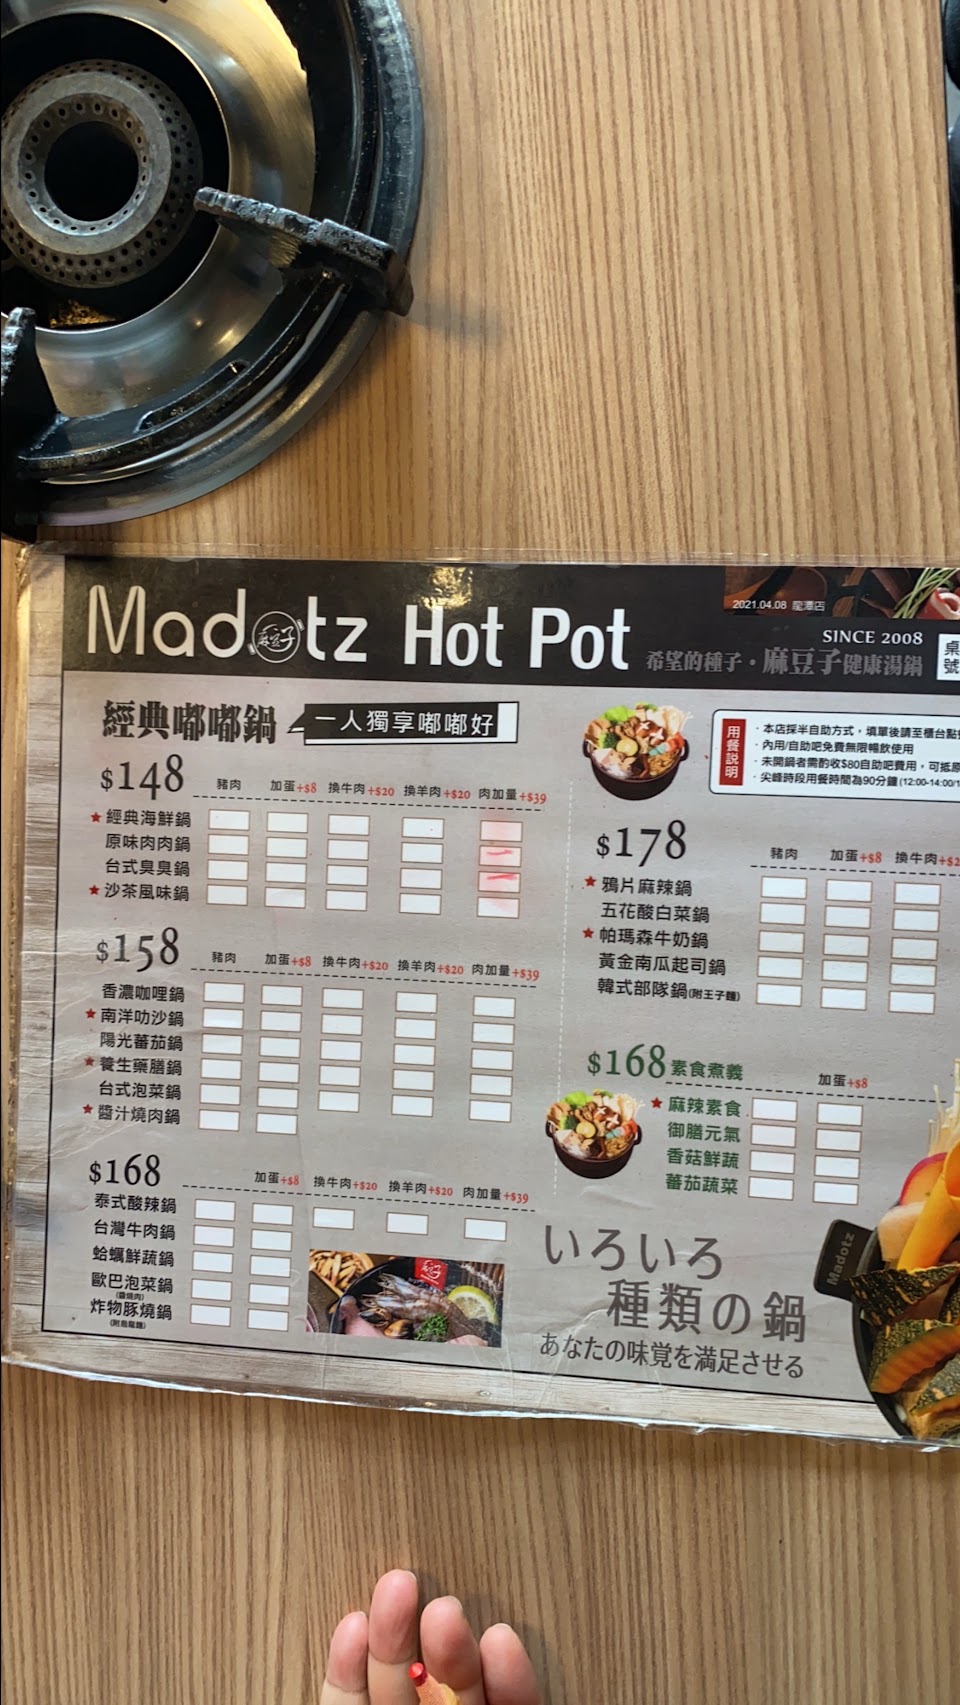 Madotz Hot Pot
麻豆子
2021.04.08 龍潭店
SINCE 2008
希望的種子・麻豆子健康湯鍋
桌號
經典嘟嘟鍋 一人獨享嘟嘟好
$148 豬肉 加蛋+$8 換牛肉+$20 換羊肉+$20 肉加量+$39
★ 經典海鮮鍋
原味肉肉鍋
台式臭臭鍋
★ 沙茶風味鍋
$158 豬肉 加蛋+$8 換牛肉+$20 換羊肉+$20 肉加量+$39
香濃咖哩鍋
★ 南洋叻沙鍋
陽光蕃茄鍋
★ 養生藥膳鍋
台式泡菜鍋
★ 醬汁燒肉鍋
$168 加蛋+$8 換牛肉+$20 換羊肉+$20 肉加量+$39
泰式酸辣鍋
台灣牛肉鍋
蛤蠣鮮蔬鍋
歐巴泡菜鍋
(醬燒肉)
炸物豚燒鍋
(附烏龍麵)
用餐說明
・本店採半自助方式，填單後請至櫃台點
・內用/自助吧免費無限暢飲使用
・未開鍋者需酌收$80自助吧費用，可抵
・尖峰時段用餐時間為90分鐘(12:00-14:00/
$178 豬肉 加蛋+$8 換牛肉+$2
★ 鴉片麻辣鍋
五花酸白菜鍋
★ 帕瑪森牛奶鍋
黃金南瓜起司鍋
韓式部隊鍋(附王子麵)
$168 素食煮義 加蛋+$8
★ 麻辣素食
御膳元氣
香菇鮮蔬
蕃茄蔬菜
いろいろ
種類の鍋
あなたの味覚を満足させる
Madotz